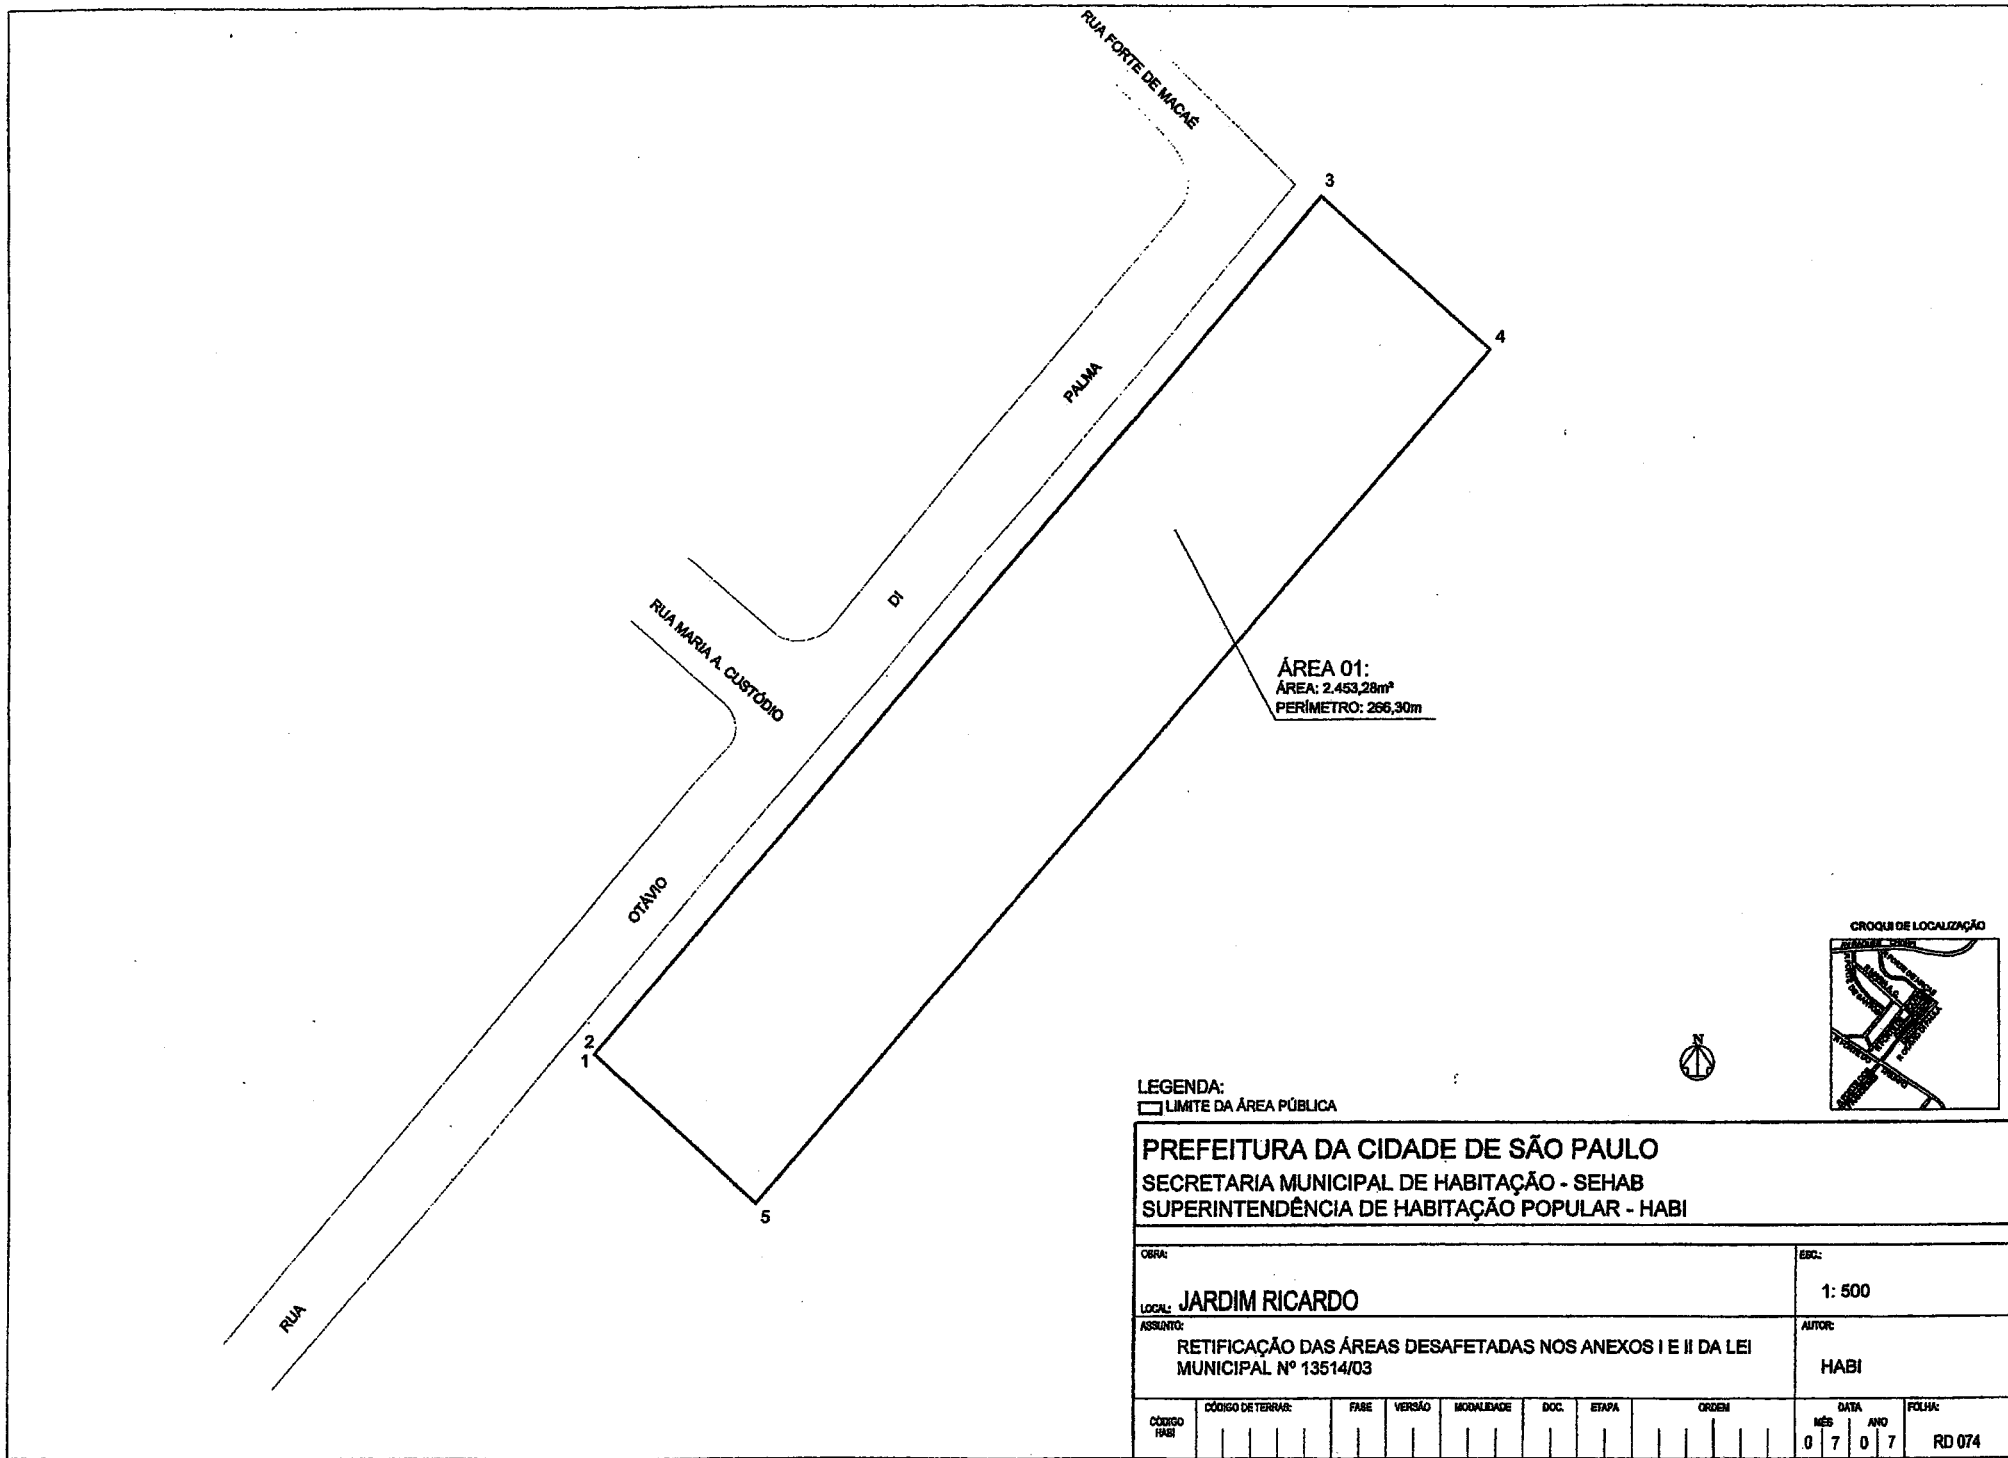 RUA FORTE DE MACAÉ
3
4
PALMA
DI
RUA MARIA A. CUSTÓDIO
ÁREA 01:
ÁREA: 2.453,28m²
PERÍMETRO: 266,30m
OTÁVIO
2
1
5
RUA
CROQUI DE LOCALIZAÇÃO
N
LEGENDA:
LIMITE DA ÁREA PÚBLICA
PREFEITURA DA CIDADE DE SÃO PAULO
SECRETARIA MUNICIPAL DE HABITAÇÃO - SEHAB
SUPERINTENDÊNCIA DE HABITAÇÃO POPULAR - HABI
OBRA:
ESC.:
1: 500
LOCAL: JARDIM RICARDO
ASSUNTO:
RETIFICAÇÃO DAS ÁREAS DESAFETADAS NOS ANEXOS I E II DA LEI
MUNICIPAL Nº 13514/03
AUTOR:
HABI
CÓDIGO
HABI
CÓDIGO DE TERRAS:
FASE
VERSÃO
MODALIDADE
DOC.
ETAPA
ORDEM
DATA
MÊS ANO
0 7 0 7
FOLHA:
RD 074